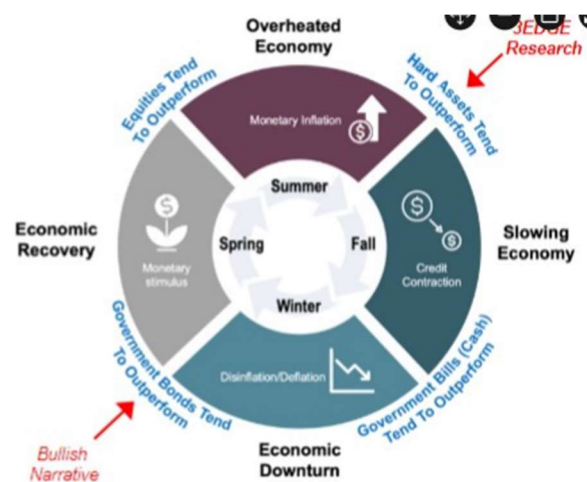 Overheated
Economy
3EDGE
Research
Equities Tend
To Outperform
Hard Assets Tend
To Outperform
Monetary Inflation
$
Summer
Economic
Recovery
$
Monetary
stimulus
Spring
Fall
$
$
Credit
Contraction
Slowing
Economy
Winter
Government Bonds Tend
To Outperform
Disinflation/Deflation
Government Bills (Cash)
Tend To Outperform
Bullish
Narrative
Economic
Downturn